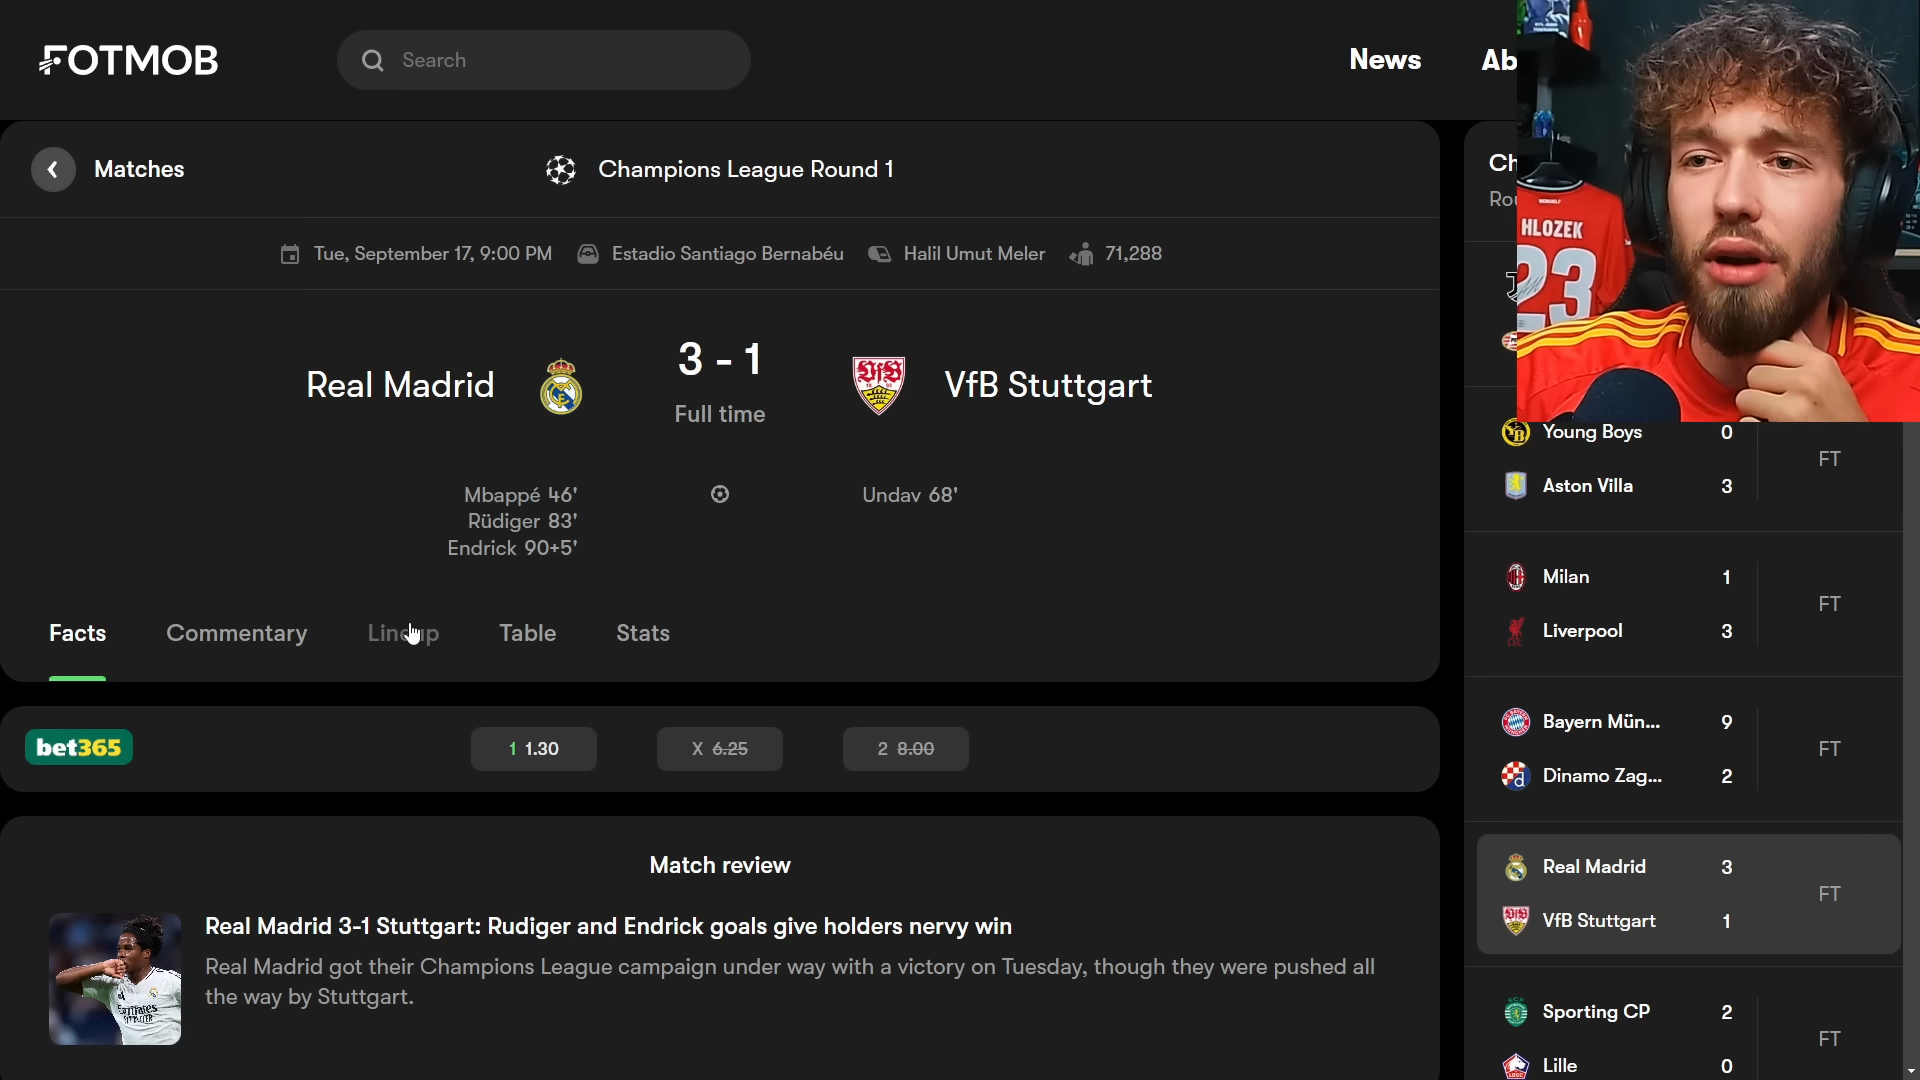 FOTMOB
Search
News
Ab
Matches
Champions League Round 1
Tue, September 17, 9:00 PM
Estadio Santiago Bernabéu
Halil Umut Meler
71,288
Real Madrid
3 - 1
Full time
VfB Stuttgart
Mbappé 46'
Rüdiger 83'
Endrick 90+5'
Undav 68'
Facts
Commentary
Lineup
Table
Stats
bet365
1 1.30
X 6.25
2 8.00
Match review
Real Madrid 3-1 Stuttgart: Rudiger and Endrick goals give holders nervy win
Real Madrid got their Champions League campaign under way with a victory on Tuesday, though they were pushed all
the way by Stuttgart.
Ch
Rou
HLOZEK
23
Young Boys 0
Aston Villa 3
FT
Milan 1
Liverpool 3
FT
Bayern Mün... 9
Dinamo Zag... 2
FT
Real Madrid 3
VfB Stuttgart 1
FT
Sporting CP 2
Lille 0
FT